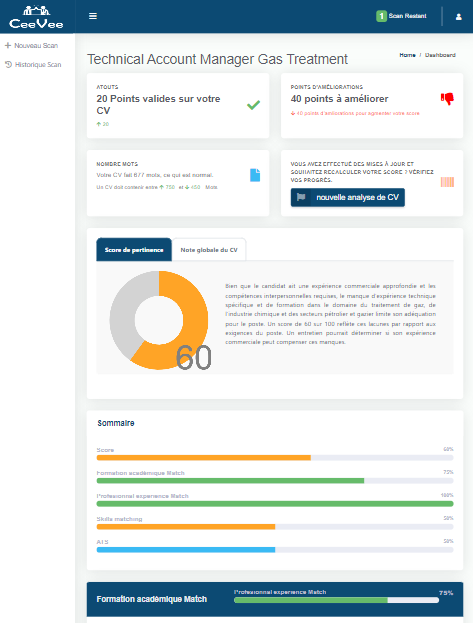 CeeVee
1 Scan Restant
Nouveau Scan
Historique Scan
Technical Account Manager Gas Treatment
Home / Dashboard
ATOUTS
20 Points valides sur votre
CV
20
POINTS D'AMÉLIORATIONS
40 points à améliorer
40 points d'améliorations pour augmenter votre score
NOMBRE MOTS
Votre CV fait 677 mots, ce qui est normal.
Un CV doit contenir entre 700 et 450 Mots
VOUS AVEZ EFFECTUÉ DES MISES À JOUR ET
SOUHAITEZ RECALCULER VOTRE SCORE ? VÉRIFIEZ
VOS PROGRÈS.
nouvelle analyse de CV
Score de pertinence
Note globale du CV
60
Bien que le candidat ait une expérience commerciale approfondie et les
compétences interpersonnelles requises, le manque d'expérience technique
spécifique et de formation dans le domaine du traitement de gaz, de
l'industrie chimique et des secteurs pétrolier et gazier limite son adéquation
pour le poste. Un score de 60 sur 100 reflète ces lacunes par rapport aux
exigences du poste. Un entretien pourrait déterminer si son expérience
commerciale peut compenser ces manques.
Sommaire
Score 60%
Formation académique Match 75%
Professionnal experience Match 100%
Skills matching 50%
ATS 50%
Formation académique Match
Professionnal experience Match 75%